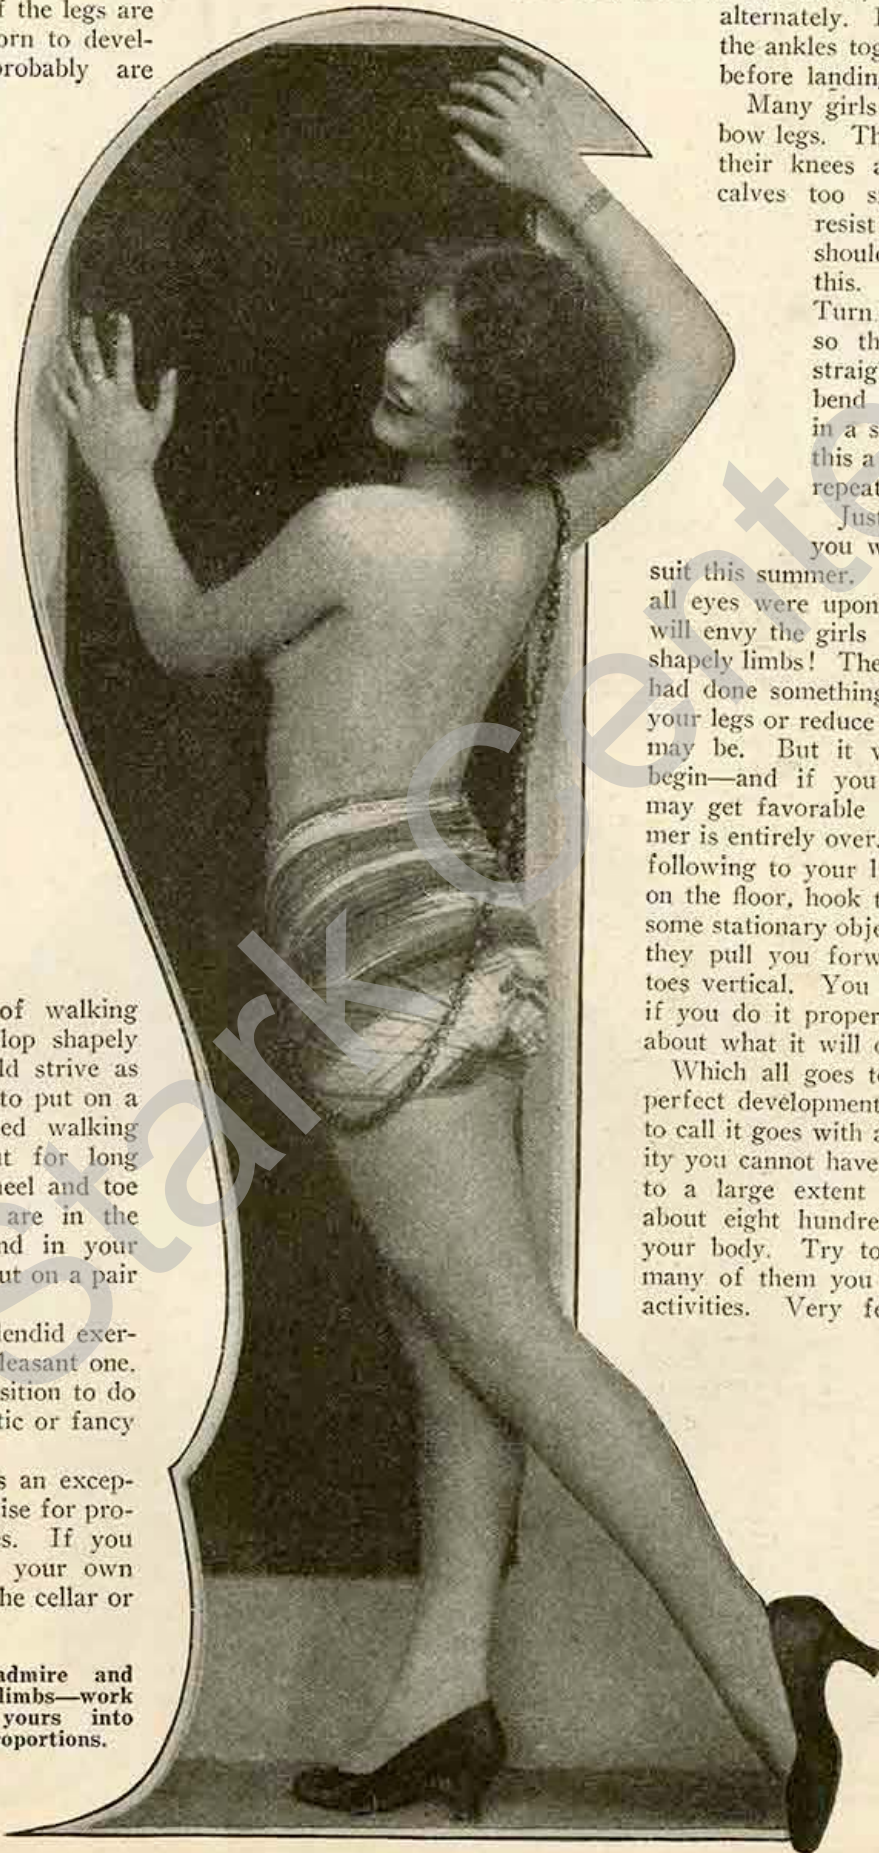 f the legs are
orn to devel-
probably are
of walking
lop shapely
ld strive as
to put on a
ed walking
t for long
heel and toe
are in the
nd in your
ut on a pair
lendid exer-
leasant one.
sition to do
tic or fancy
s an excep-
ise for pro-
s. If you
your own
he cellar or
admire and
limbs—work
yours into
oportions.
alternately.
the ankles tog
before landin
Many girls
bow legs. Th
their knees a
calves too s
resist
should
this.
Turn
so th
straig
bend
in a s
this a
repeat
Just
you w
suit this summer.
all eyes were upon
will envy the girls
shapely limbs! The
had done something
your legs or reduce
may be. But it w
begin—and if you
may get favorable
mer is entirely over.
following to your l
on the floor, hook t
some stationary obje
they pull you forw
toes vertical. You
if you do it proper
about what it will d
Which all goes to
perfect development
to call it goes with a
ity you cannot have
to a large extent
about eight hundre
your body. Try to
many of them you
activities. Very fe
Stark Cente